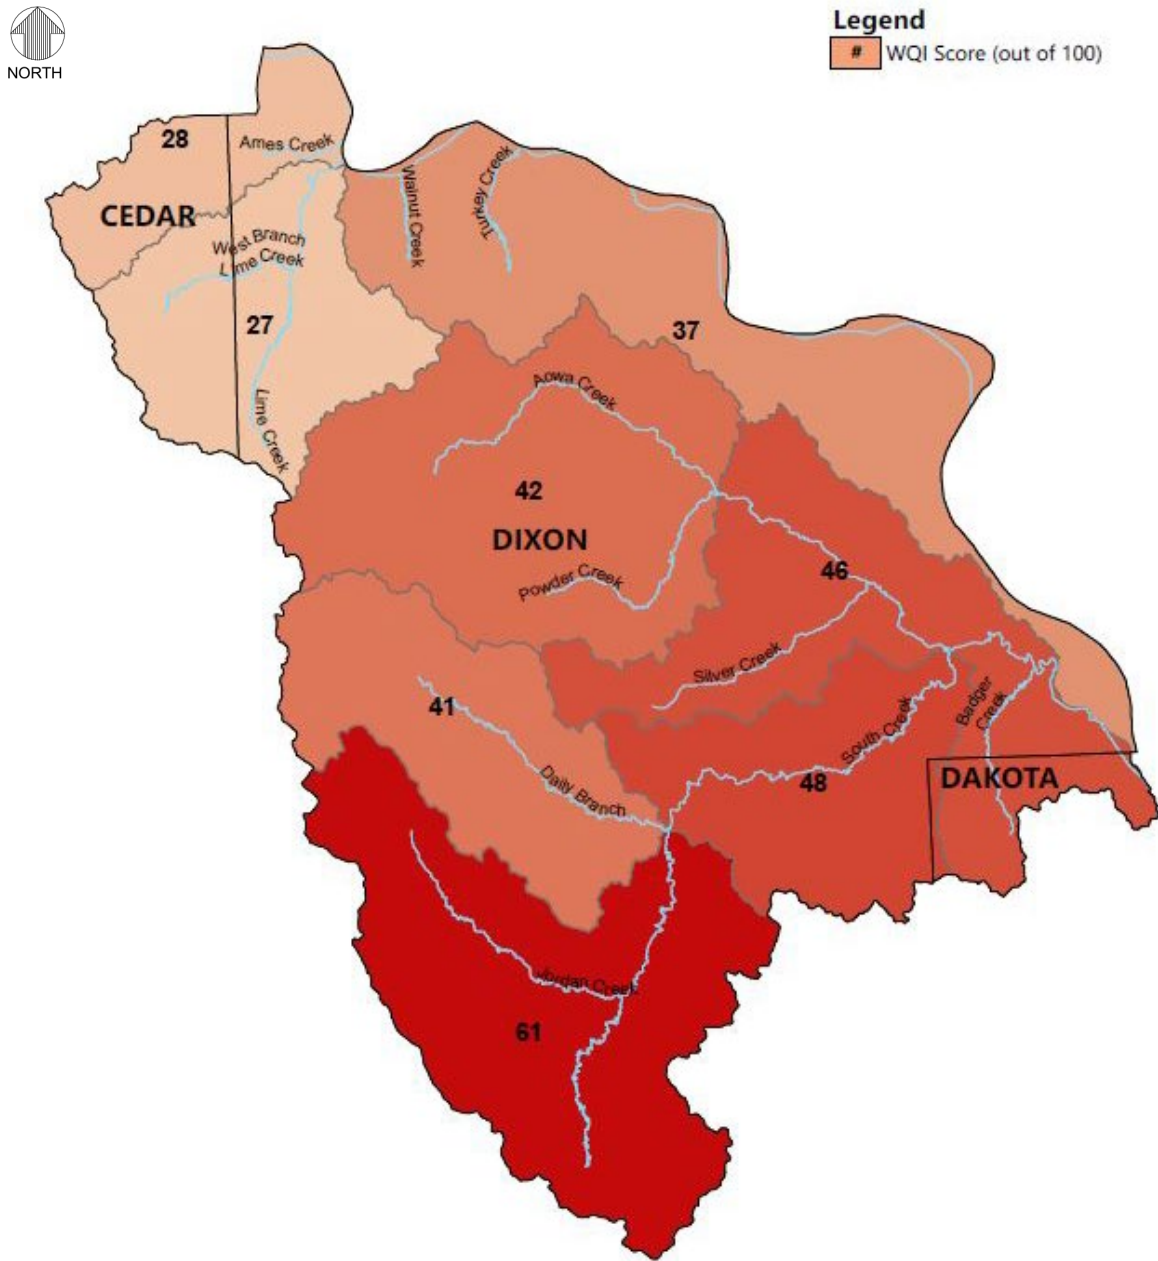 NORTH
Legend
# WQI Score (out of 100)
28
Ames Creek
CEDAR
Walnut Creek
Turkey Creek
West Branch
Lime Creek
27
37
Lime Creek
Aowa Creek
42
DIXON
46
Powder Creek
Silver Creek
41
South Creek
Badger
Creek
Daily Branch
48
DAKOTA
Jordan Creek
61